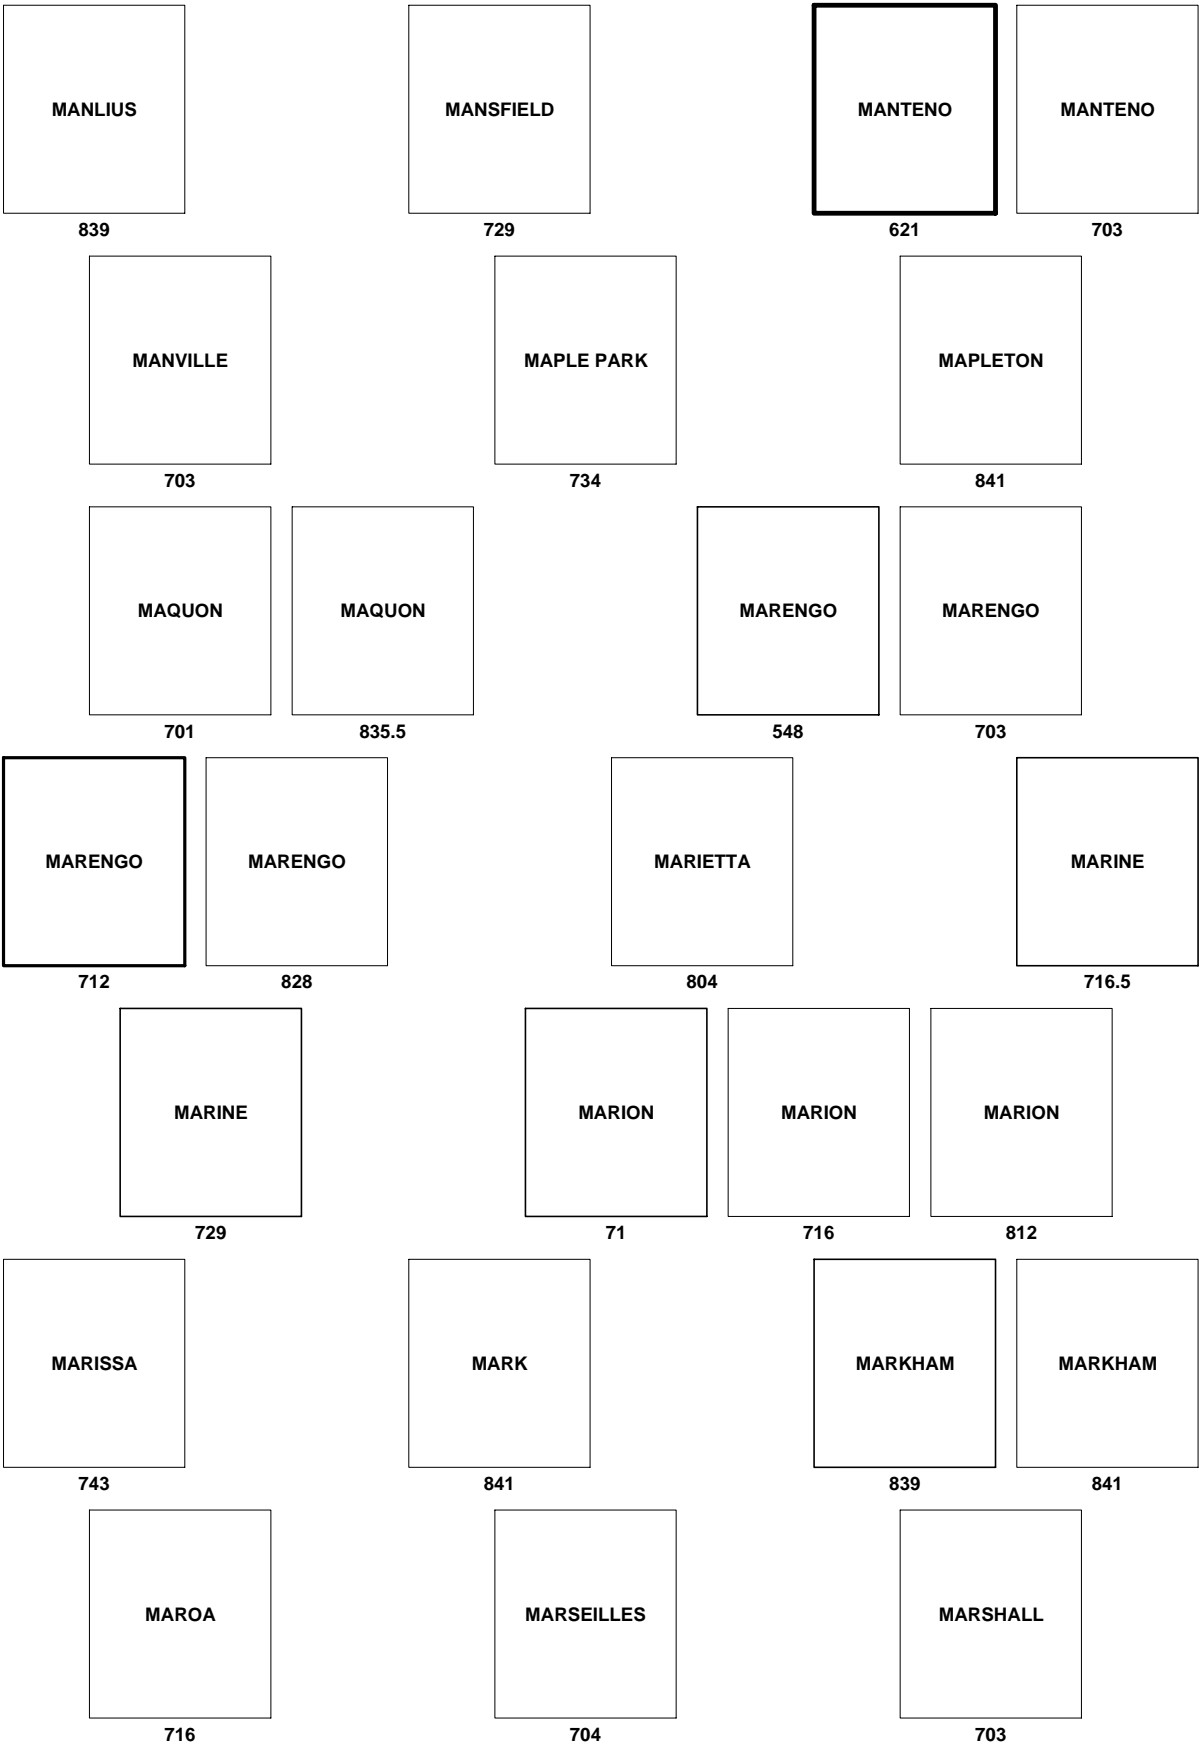 MANLIUS MANSFIELD MANTENO MANTENO
839 729 621 703
MANVILLE MAPLE PARK MAPLETON
703 734 841
MAQUON MAQUON MARENGO MARENGO
701 835.5 548 703
MARENGO MARENGO MARIETTA MARINE
712 828 804 716.5
MARINE MARION MARION MARION
729 71 716 812
MARISSA MARK MARKHAM MARKHAM
743 841 839 841
MAROA MARSEILLES MARSHALL
716 704 703